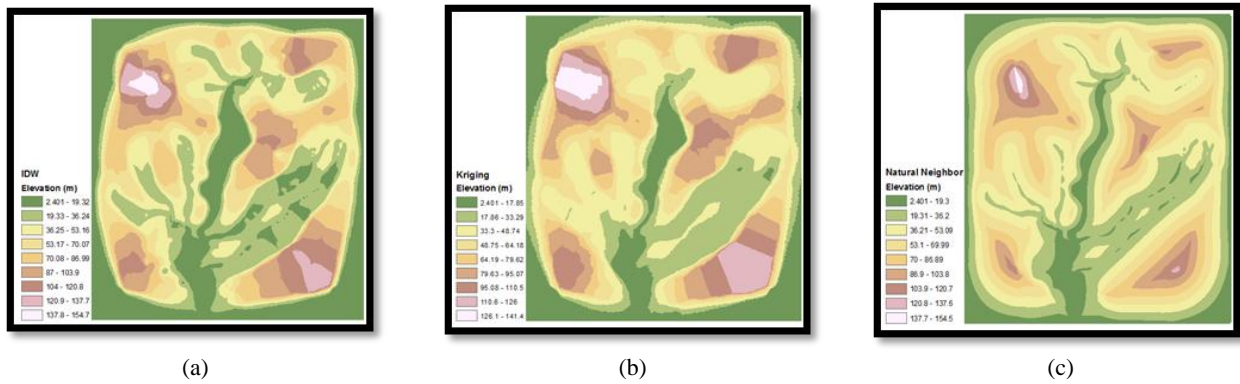 IDW
Elevation (m)
2.401 - 19.32
19.33 - 36.24
36.25 - 53.16
53.17 - 70.07
70.08 - 86.99
87 - 103.9
104 - 120.8
120.9 - 137.7
137.8 - 154.7
Kriging
Elevation (m)
2.401 - 17.85
17.86 - 33.29
33.3 - 48.74
48.75 - 64.18
64.19 - 79.62
79.63 - 95.07
95.08 - 110.5
110.6 - 126
126.1 - 141.4
Natural Neighbor
Elevation (m)
2.401 - 19.3
19.31 - 36.2
36.21 - 53.09
53.1 - 69.99
70 - 86.89
86.9 - 103.8
103.9 - 120.7
120.8 - 137.6
137.7 - 154.5
(a)
(b)
(c)